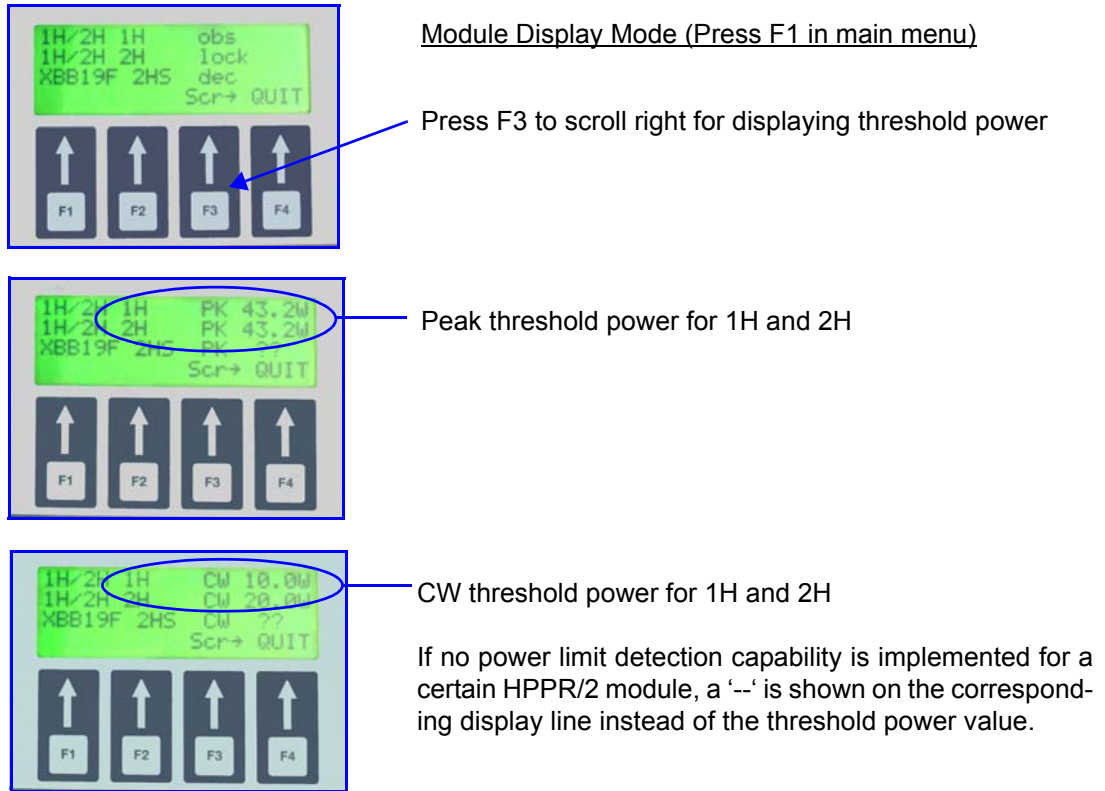 1H/2H 1H obs
1H/2H 2H lock
XBB19F 2HS dec
Scr→ QUIT
F1 F2 F3 F4
Module Display Mode (Press F1 in main menu)
Press F3 to scroll right for displaying threshold power
1H/2H 1H PK 43.2W
1H/2H 2H PK 43.2W
XBB19F 2HS PK ??
Scr→ QUIT
F1 F2 F3 F4
Peak threshold power for 1H and 2H
1H/2H 1H CW 10.0W
1H/2H 2H CW 20.0W
XBB19F 2HS CW ??
Scr→ QUIT
F1 F2 F3 F4
CW threshold power for 1H and 2H
If no power limit detection capability is implemented for a
certain HPPR/2 module, a ‘--‘ is shown on the correspond-
ing display line instead of the threshold power value.